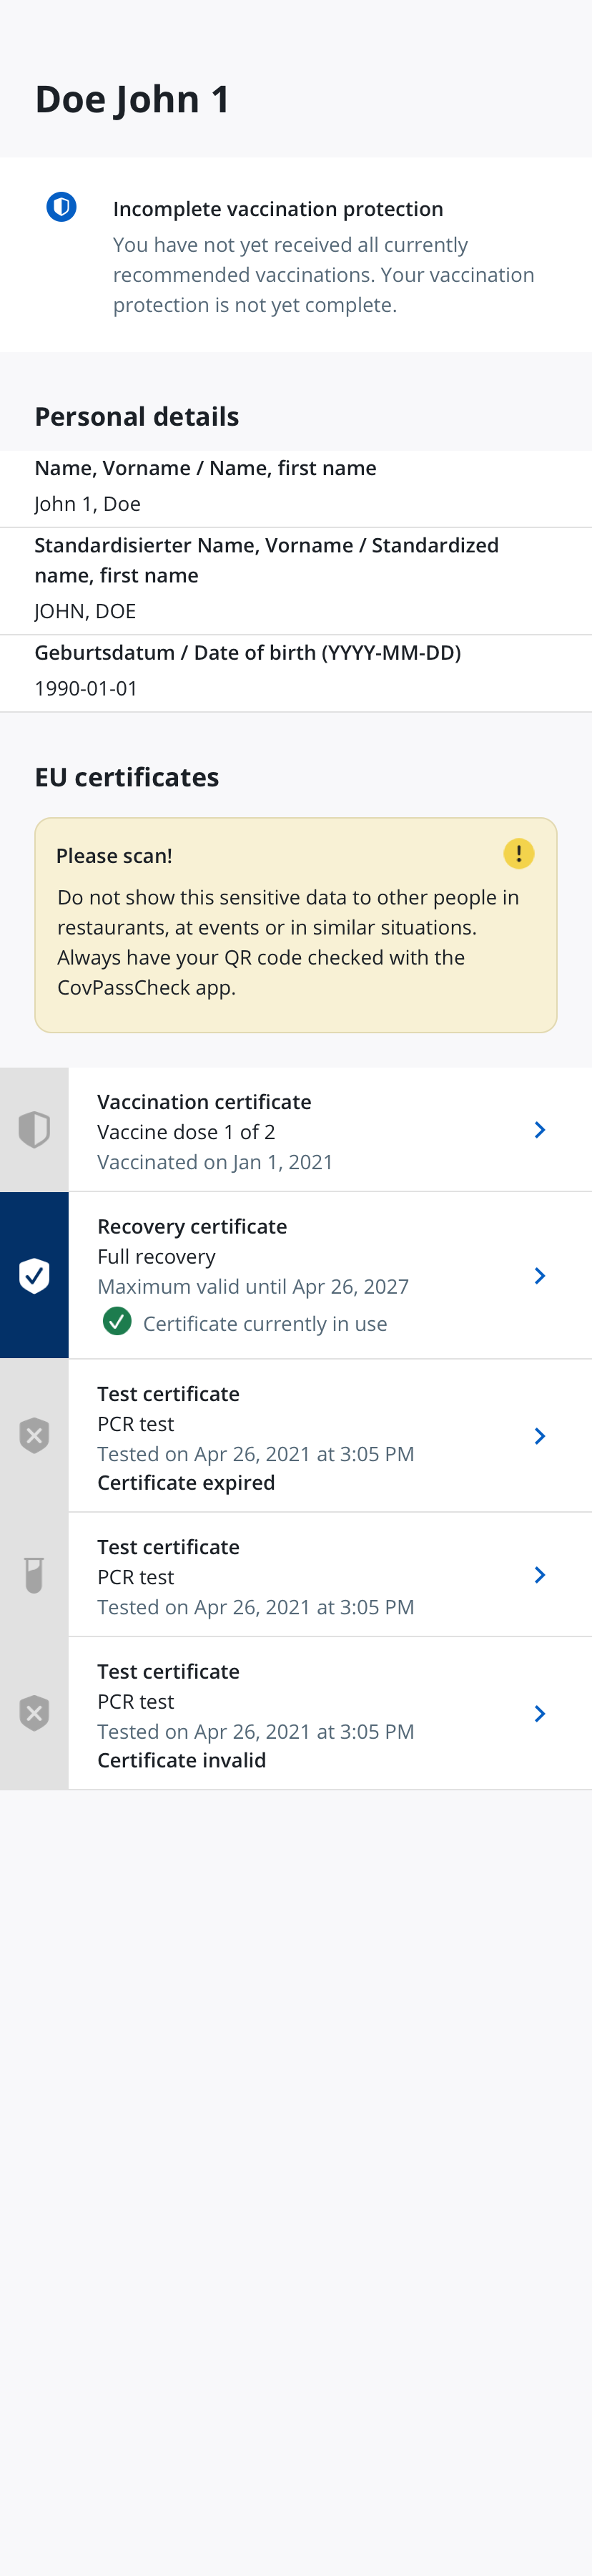 Doe John 1
Incomplete vaccination protection
You have not yet received all currently
recommended vaccinations. Your vaccination
protection is not yet complete.
Personal details
Name, Vorname / Name, first name
John 1, Doe
Standardisierter Name, Vorname / Standardized
name, first name
JOHN, DOE
Geburtsdatum / Date of birth (YYYY-MM-DD)
1990-01-01
EU certificates
Please scan!
Do not show this sensitive data to other people in
restaurants, at events or in similar situations.
Always have your QR code checked with the
CovPassCheck app.
Vaccination certificate
Vaccine dose 1 of 2
Vaccinated on Jan 1, 2021
Recovery certificate
Full recovery
Maximum valid until Apr 26, 2027
Certificate currently in use
Test certificate
PCR test
Tested on Apr 26, 2021 at 3:05 PM
Certificate expired
Test certificate
PCR test
Tested on Apr 26, 2021 at 3:05 PM
Test certificate
PCR test
Tested on Apr 26, 2021 at 3:05 PM
Certificate invalid